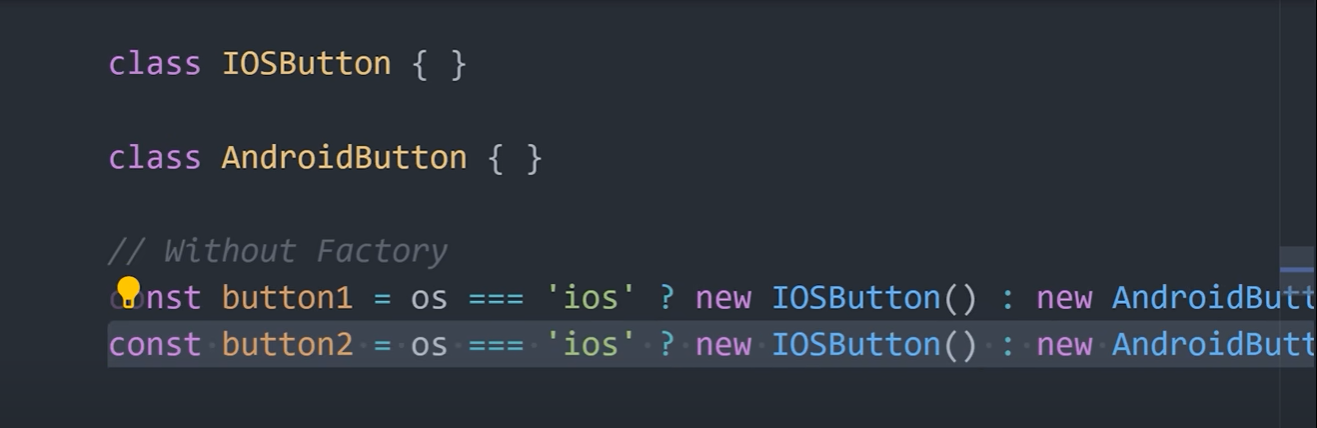 class IOSButton { }
class AndroidButton { }
// Without Factory
const button1 = os === 'ios' ? new IOSButton() : new AndroidButt
const button2 = os === 'ios' ? new IOSButton() : new AndroidButt